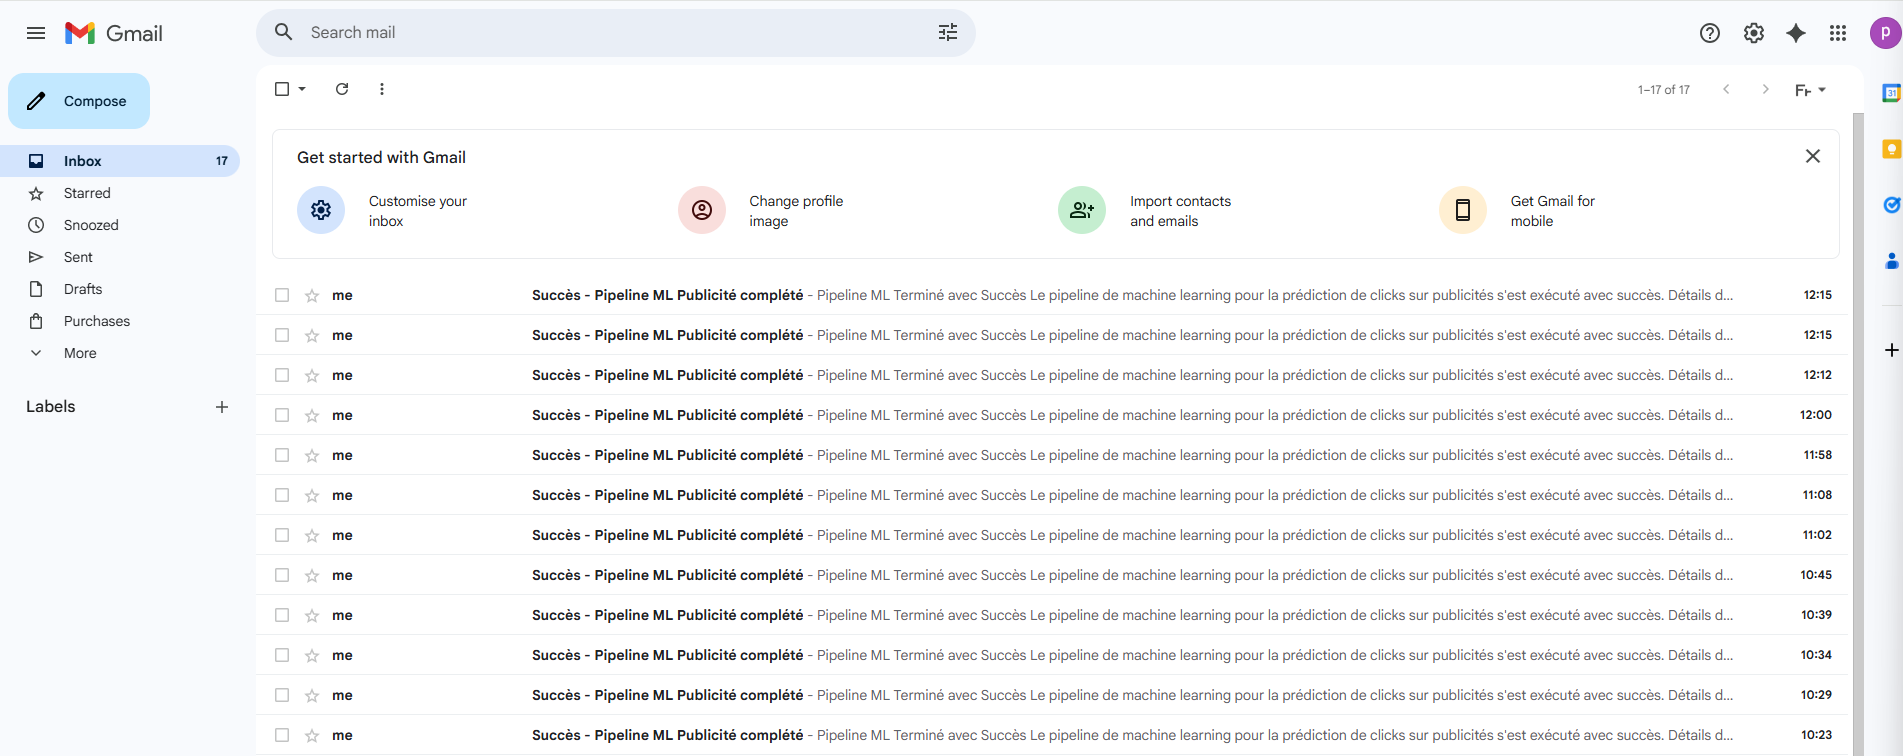 Gmail
Search mail
Compose
Inbox 17
Starred
Snoozed
Sent
Drafts
Purchases
More
Labels
1–17 of 17
Get started with Gmail
Customise your
inbox
Change profile
image
Import contacts
and emails
Get Gmail for
mobile
me Succès - Pipeline ML Publicité complété - Pipeline ML Terminé avec Succès Le pipeline de machine learning pour la prédiction de clicks sur publicités s'est exécuté avec succès. Détails d... 12:15
me Succès - Pipeline ML Publicité complété - Pipeline ML Terminé avec Succès Le pipeline de machine learning pour la prédiction de clicks sur publicités s'est exécuté avec succès. Détails d... 12:15
me Succès - Pipeline ML Publicité complété - Pipeline ML Terminé avec Succès Le pipeline de machine learning pour la prédiction de clicks sur publicités s'est exécuté avec succès. Détails d... 12:12
me Succès - Pipeline ML Publicité complété - Pipeline ML Terminé avec Succès Le pipeline de machine learning pour la prédiction de clicks sur publicités s'est exécuté avec succès. Détails d... 12:00
me Succès - Pipeline ML Publicité complété - Pipeline ML Terminé avec Succès Le pipeline de machine learning pour la prédiction de clicks sur publicités s'est exécuté avec succès. Détails d... 11:58
me Succès - Pipeline ML Publicité complété - Pipeline ML Terminé avec Succès Le pipeline de machine learning pour la prédiction de clicks sur publicités s'est exécuté avec succès. Détails d... 11:08
me Succès - Pipeline ML Publicité complété - Pipeline ML Terminé avec Succès Le pipeline de machine learning pour la prédiction de clicks sur publicités s'est exécuté avec succès. Détails d... 11:02
me Succès - Pipeline ML Publicité complété - Pipeline ML Terminé avec Succès Le pipeline de machine learning pour la prédiction de clicks sur publicités s'est exécuté avec succès. Détails d... 10:45
me Succès - Pipeline ML Publicité complété - Pipeline ML Terminé avec Succès Le pipeline de machine learning pour la prédiction de clicks sur publicités s'est exécuté avec succès. Détails d... 10:39
me Succès - Pipeline ML Publicité complété - Pipeline ML Terminé avec Succès Le pipeline de machine learning pour la prédiction de clicks sur publicités s'est exécuté avec succès. Détails d... 10:34
me Succès - Pipeline ML Publicité complété - Pipeline ML Terminé avec Succès Le pipeline de machine learning pour la prédiction de clicks sur publicités s'est exécuté avec succès. Détails d... 10:29
me Succès - Pipeline ML Publicité complété - Pipeline ML Terminé avec Succès Le pipeline de machine learning pour la prédiction de clicks sur publicités s'est exécuté avec succès. Détails d... 10:23
p
31